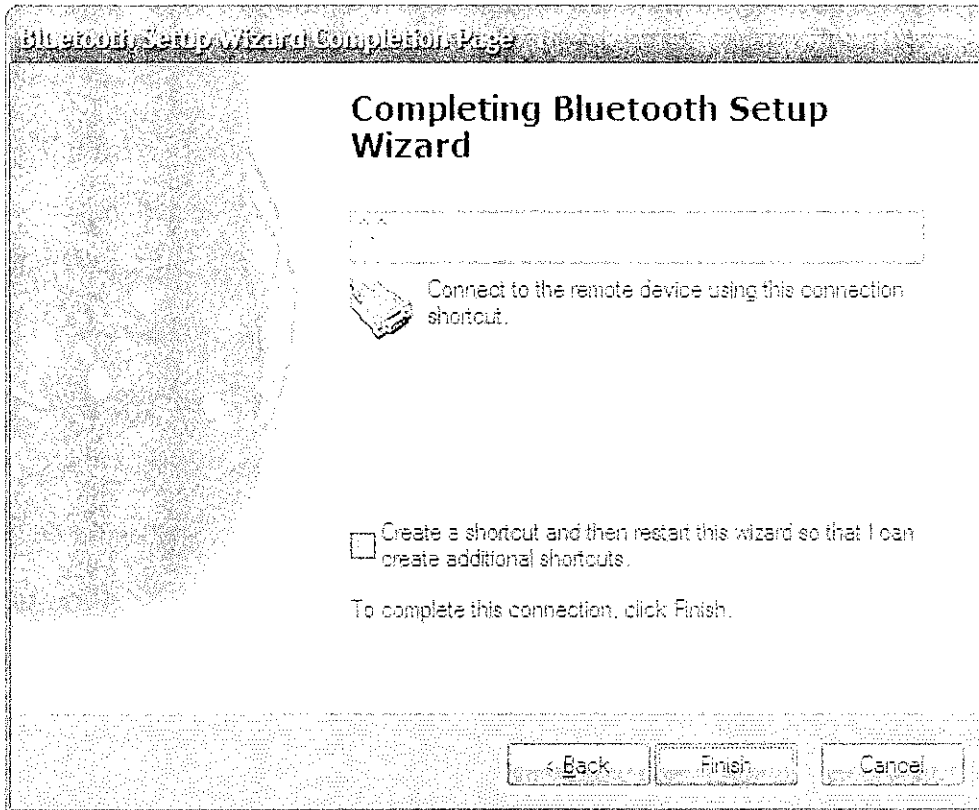 Bluetooth Setup Wizard Completion Page
Completing Bluetooth Setup
Wizard
Connect to the remote device using this connection
shortcut.
Create a shortcut and then restart this wizard so that I can
create additional shortcuts.
To complete this connection, click Finish.
< Back
Finish
Cancel